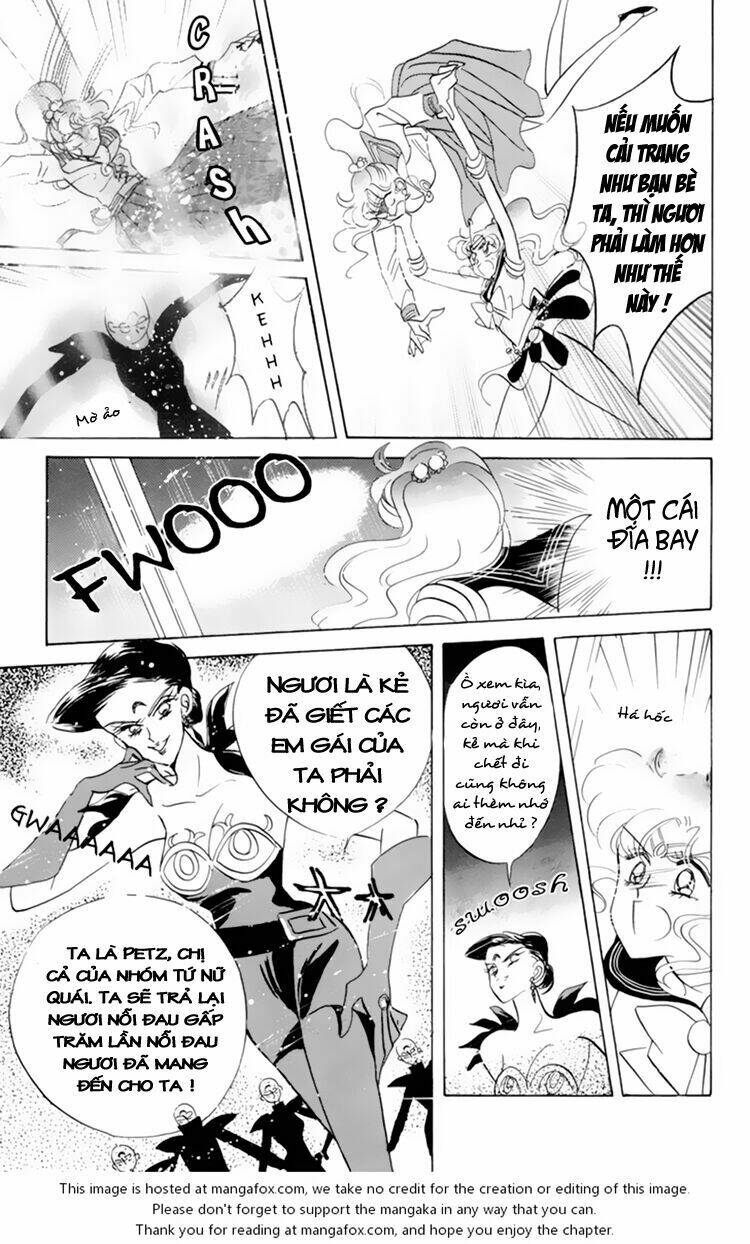 NẾU MUỐN
CẢI TRANG
NHƯ BẠN BÈ
TA, THÌ NGƯƠI
PHẢI LÀM HƠN
NHƯ THẾ
NÀY !
CRASH
KEHHH
Mờ ảo
MỘT CÁI
ĐĨA BAY
!!!
FWOOO
Há hốc
Ồ xem kìa,
ngươi vẫn
còn ở đây,
kẻ mà khi
chết đi
cũng không
ai thèm nhớ
đến nhỉ ?
SWOOSH
NGƯƠI LÀ KẺ
ĐÃ GIẾT CÁC
EM GÁI CỦA
TA PHẢI
KHÔNG ?
GWAAAAAA
TA LÀ PETZ, CHỊ
CẢ CỦA NHÓM TỨ NỮ
QUÁI. TA SẼ TRẢ LẠI
NGƯƠI NỖI ĐAU GẤP
TRĂM LẦN NỖI ĐAU
NGƯƠI ĐÃ MANG
ĐẾN CHO TA !
This image is hosted at mangafox.com, we take no credit for the creation or editing of this image.
Please don't forget to support the mangaka in any way that you can.
Thank you for reading at mangafox.com, and hope you enjoy the chapter.